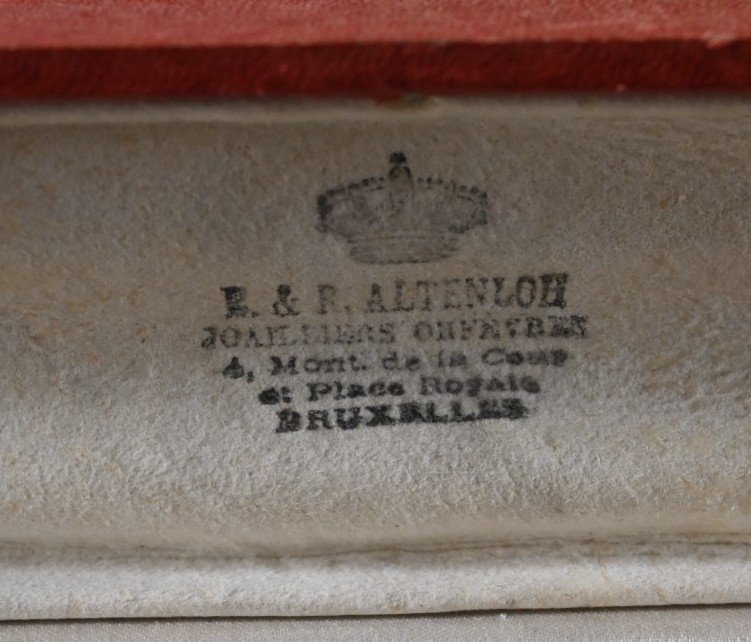 E. & R. ALTENLOH
JOAILLIERS ORFEVRES
4, Mont. de la Cour
et Place Royale
BRUXELLES